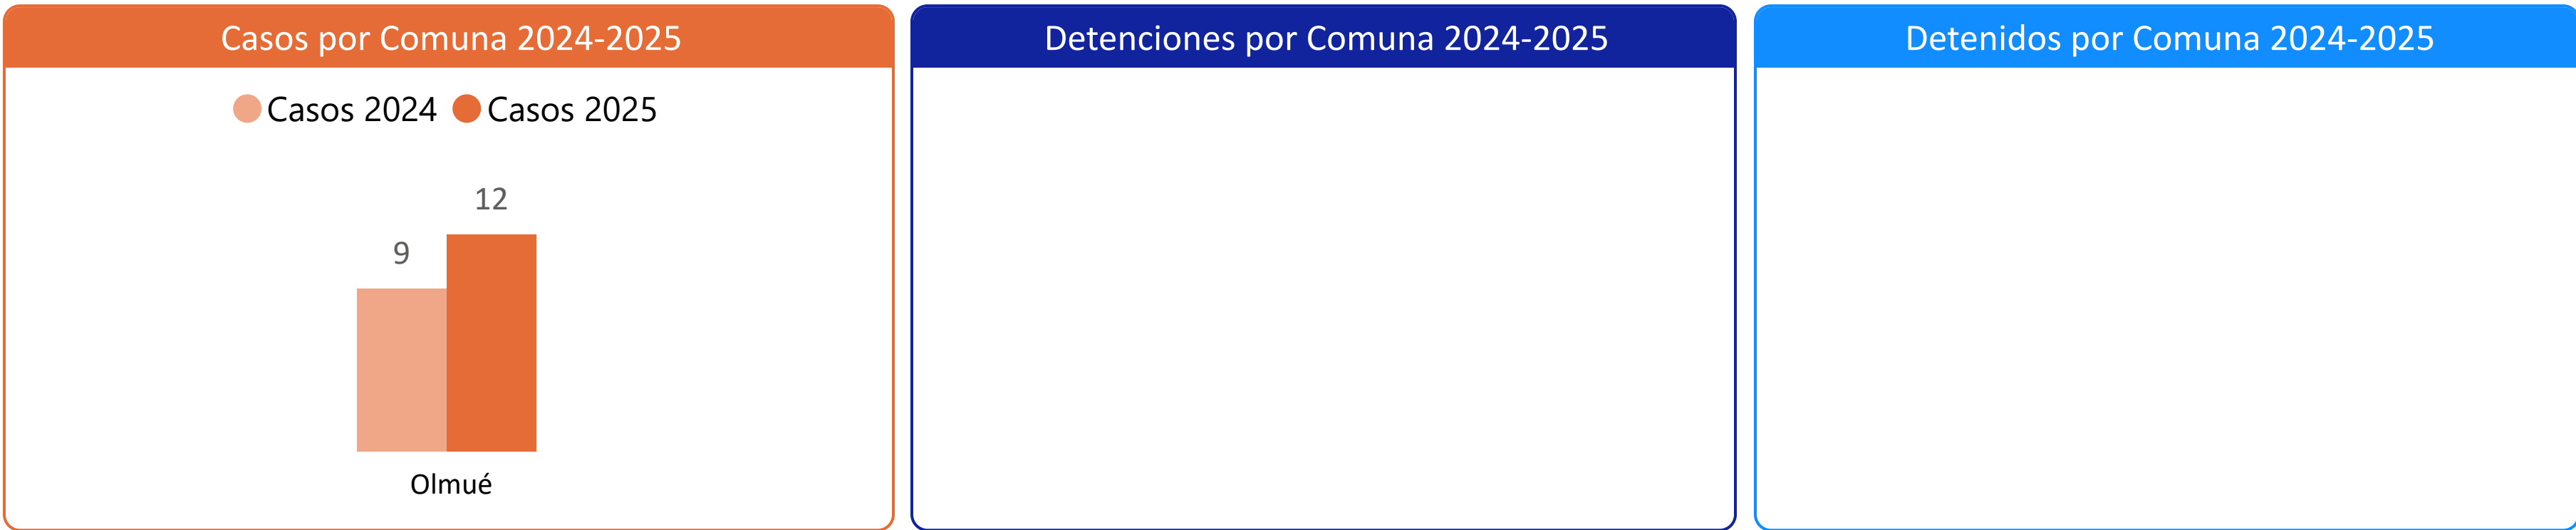 Casos por Comuna 2024-2025
Casos 2024 Casos 2025
12
9
Olmué
Detenciones por Comuna 2024-2025
Detenidos por Comuna 2024-2025